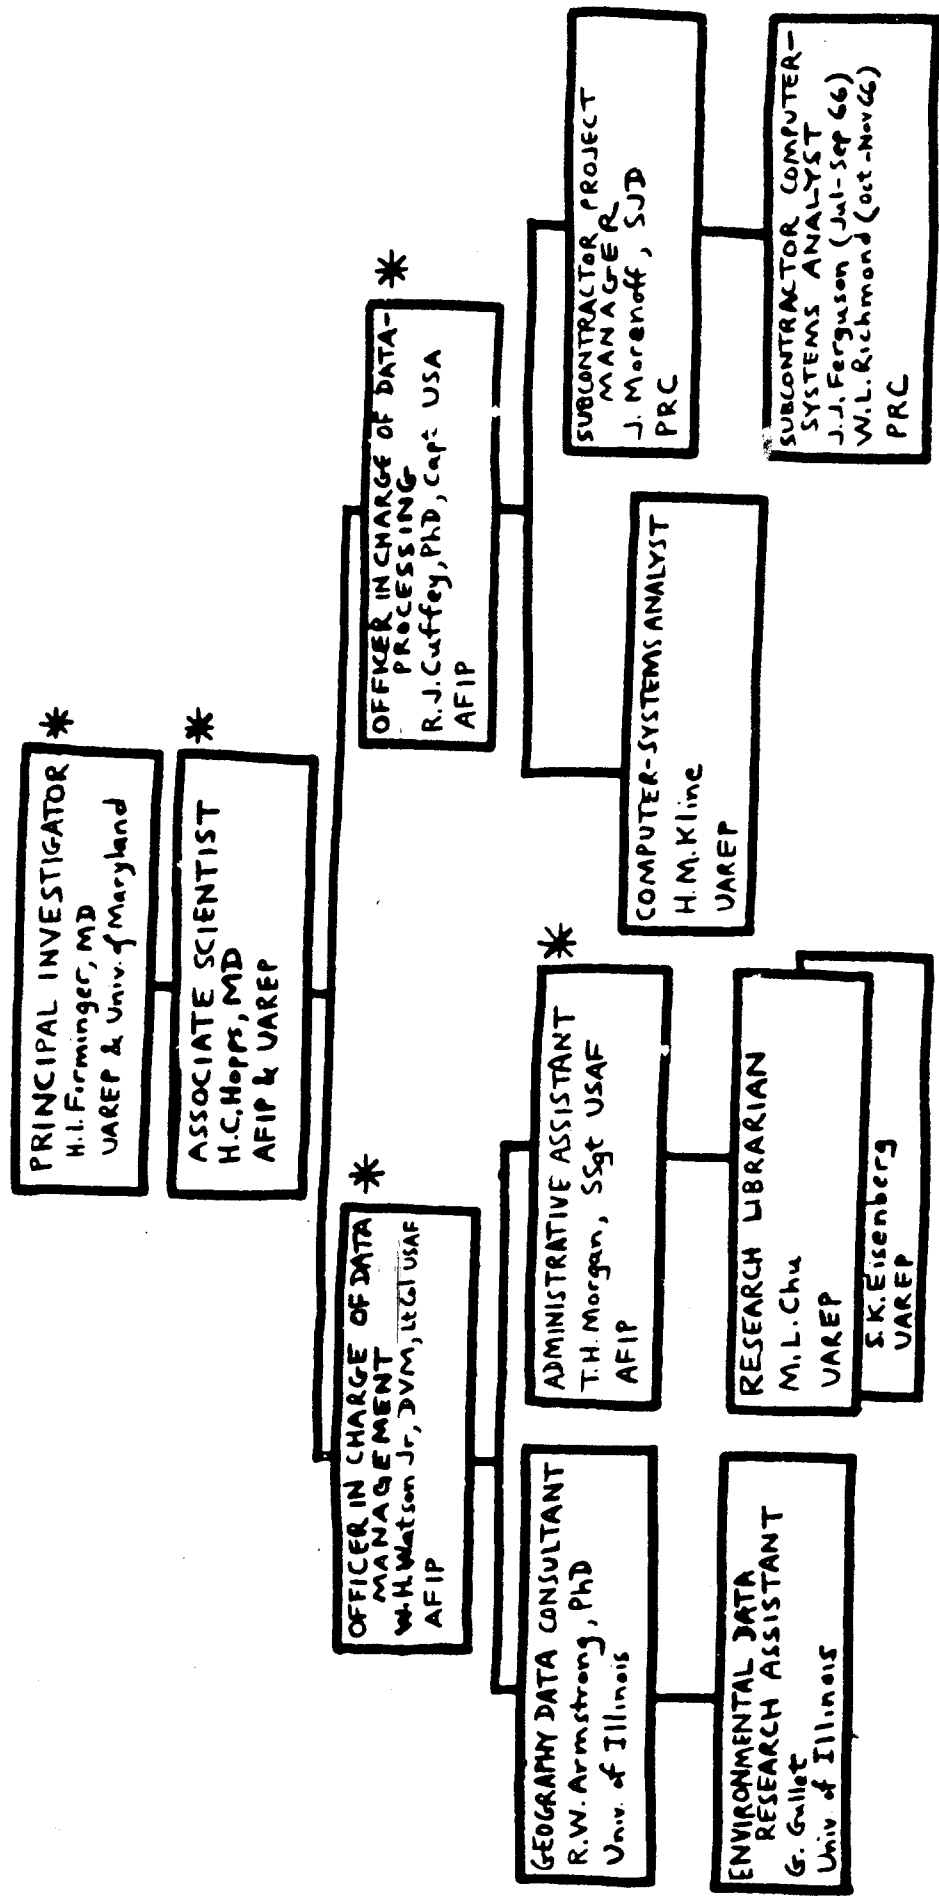 PRINCIPAL INVESTIGATOR *
H.I. Firminger, MD
UAREP & Univ. of Maryland
ASSOCIATE SCIENTIST *
H.C. Hopps, MD
AFIP & UAREP
OFFICER IN CHARGE OF DATA *
MANAGEMENT
W.H. Watson Jr, DVM, Lt Col USAF
AFIP
OFFICER IN CHARGE OF DATA- *
PROCESSING
R.J. Cuffey, PhD, Capt USA
AFIP
GEOGRAPHY DATA CONSULTANT
R.W. Armstrong, PhD
Univ. of Illinois
ADMINISTRATIVE ASSISTANT *
T.H. Morgan, SSgt USAF
AFIP
COMPUTER-SYSTEMS ANALYST
H.M. Kline
UAREP
SUBCONTRACTOR PROJECT
MANAGER
J. Morenoff, SJD
PRC
ENVIRONMENTAL DATA
RESEARCH ASSISTANT
G. Gullet
Univ. of Illinois
RESEARCH LIBRARIAN
M.L. Chu
UAREP
S.K. Eisenberg
UAREP
SUBCONTRACTOR COMPUTER-
SYSTEMS ANALYST
J.J. Ferguson (Jul-Sep 66)
W.L. Richmond (Oct-Nov 66)
PRC